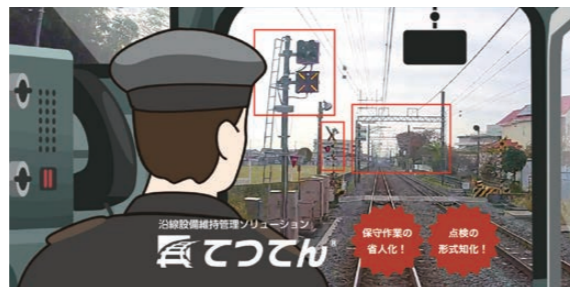 沿線設備維持管理ソリューション
てつてん®
保守作業の
省人化！
点検の
形式知化！